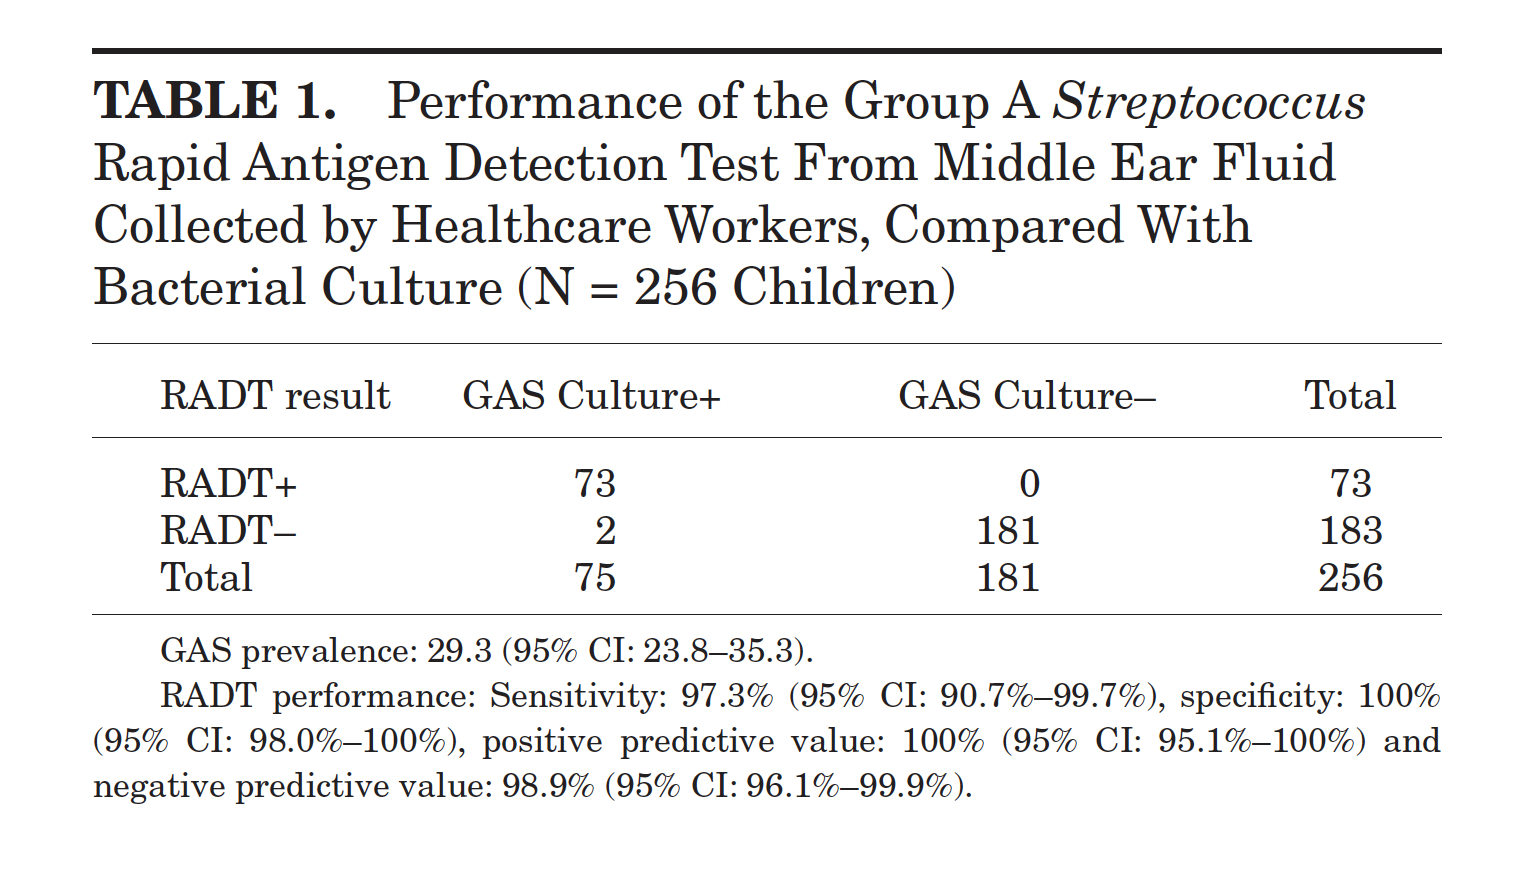 TABLE 1. Performance of the Group A Streptococcus
Rapid Antigen Detection Test From Middle Ear Fluid
Collected by Healthcare Workers, Compared With
Bacterial Culture (N = 256 Children)
RADT result GAS Culture+ GAS Culture– Total
RADT+ 73 0 73
RADT– 2 181 183
Total 75 181 256
GAS prevalence: 29.3 (95% CI: 23.8–35.3).
RADT performance: Sensitivity: 97.3% (95% CI: 90.7%–99.7%), specificity: 100%
(95% CI: 98.0%–100%), positive predictive value: 100% (95% CI: 95.1%–100%) and
negative predictive value: 98.9% (95% CI: 96.1%–99.9%).